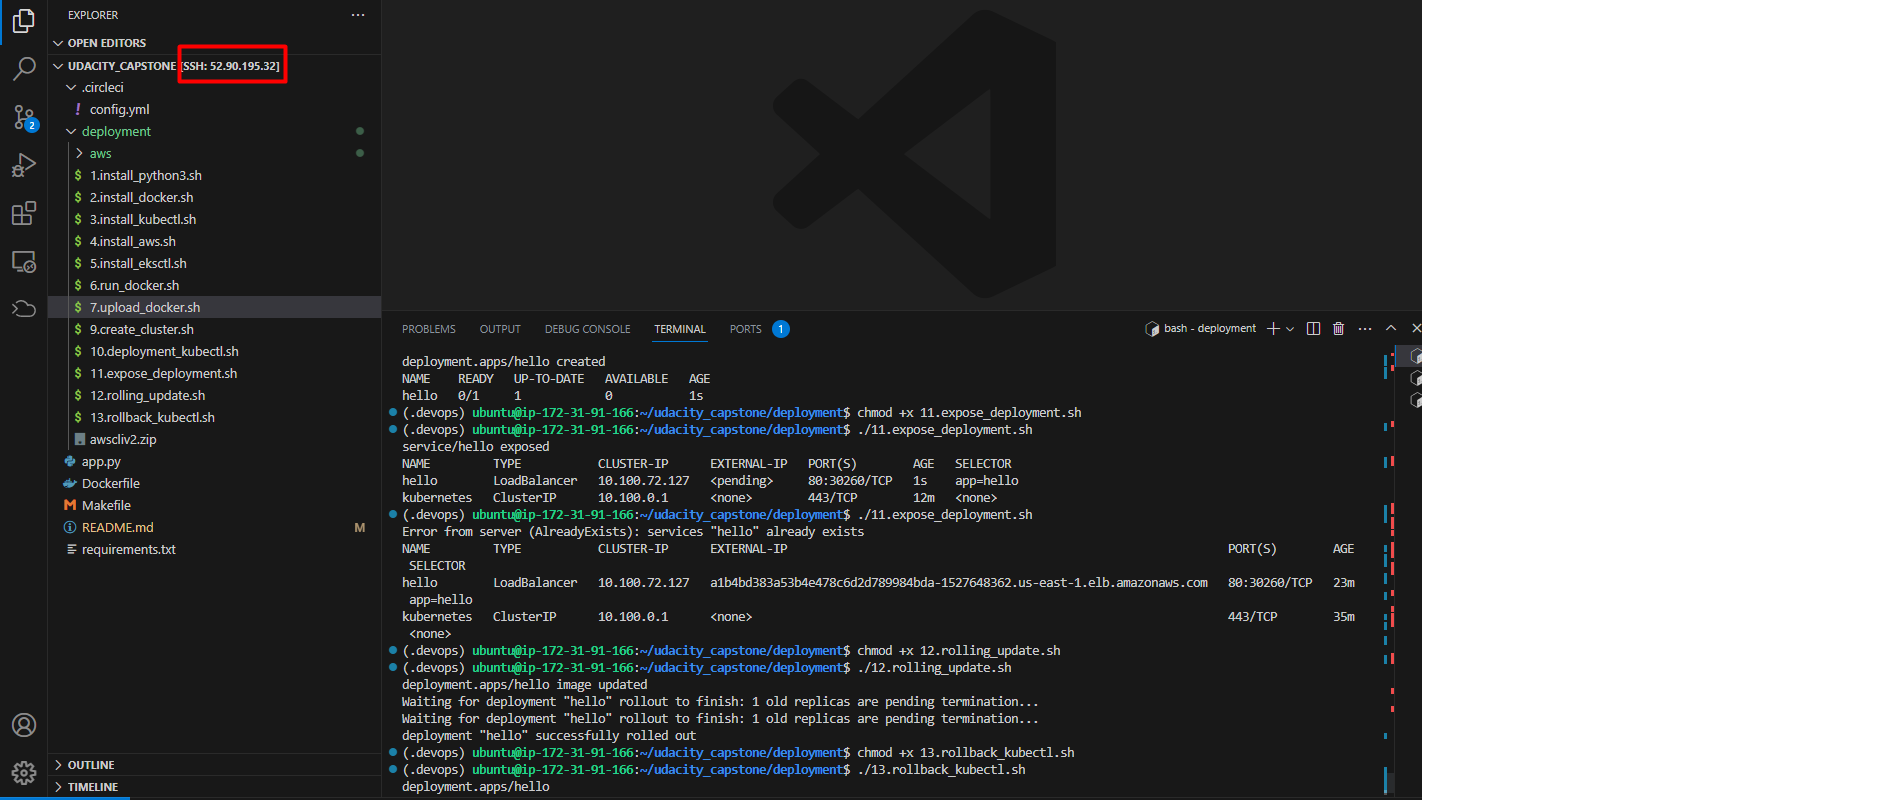 EXPLORER
OPEN EDITORS
UDACITY_CAPSTONE [SSH: 52.90.195.32]
.circleci
! config.yml
deployment
aws
$ 1.install_python3.sh
$ 2.install_docker.sh
$ 3.install_kubectl.sh
$ 4.install_aws.sh
$ 5.install_eksctl.sh
$ 6.run_docker.sh
$ 7.upload_docker.sh
$ 9.create_cluster.sh
$ 10.deployment_kubectl.sh
$ 11.expose_deployment.sh
$ 12.rolling_update.sh
$ 13.rollback_kubectl.sh
awscliv2.zip
app.py
Dockerfile
Makefile
README.md M
requirements.txt
OUTLINE
TIMELINE
2
PROBLEMS OUTPUT DEBUG CONSOLE TERMINAL PORTS 1
bash - deployment
deployment.apps/hello created
NAME READY UP-TO-DATE AVAILABLE AGE
hello 0/1 1 0 1s
(.devops) ubuntu@ip-172-31-91-166:~/udacity_capstone/deployment$ chmod +x 11.expose_deployment.sh
(.devops) ubuntu@ip-172-31-91-166:~/udacity_capstone/deployment$ ./11.expose_deployment.sh
service/hello exposed
NAME TYPE CLUSTER-IP EXTERNAL-IP PORT(S) AGE SELECTOR
hello LoadBalancer 10.100.72.127 <pending> 80:30260/TCP 1s app=hello
kubernetes ClusterIP 10.100.0.1 <none> 443/TCP 12m <none>
(.devops) ubuntu@ip-172-31-91-166:~/udacity_capstone/deployment$ ./11.expose_deployment.sh
Error from server (AlreadyExists): services "hello" already exists
NAME TYPE CLUSTER-IP EXTERNAL-IP PORT(S) AGE
SELECTOR
hello LoadBalancer 10.100.72.127 a1b4bd383a53b4e478c6d2d789984bda-1527648362.us-east-1.elb.amazonaws.com 80:30260/TCP 23m
app=hello
kubernetes ClusterIP 10.100.0.1 <none> 443/TCP 35m
<none>
(.devops) ubuntu@ip-172-31-91-166:~/udacity_capstone/deployment$ chmod +x 12.rolling_update.sh
(.devops) ubuntu@ip-172-31-91-166:~/udacity_capstone/deployment$ ./12.rolling_update.sh
deployment.apps/hello image updated
Waiting for deployment "hello" rollout to finish: 1 old replicas are pending termination...
Waiting for deployment "hello" rollout to finish: 1 old replicas are pending termination...
deployment "hello" successfully rolled out
(.devops) ubuntu@ip-172-31-91-166:~/udacity_capstone/deployment$ chmod +x 13.rollback_kubectl.sh
(.devops) ubuntu@ip-172-31-91-166:~/udacity_capstone/deployment$ ./13.rollback_kubectl.sh
deployment.apps/hello